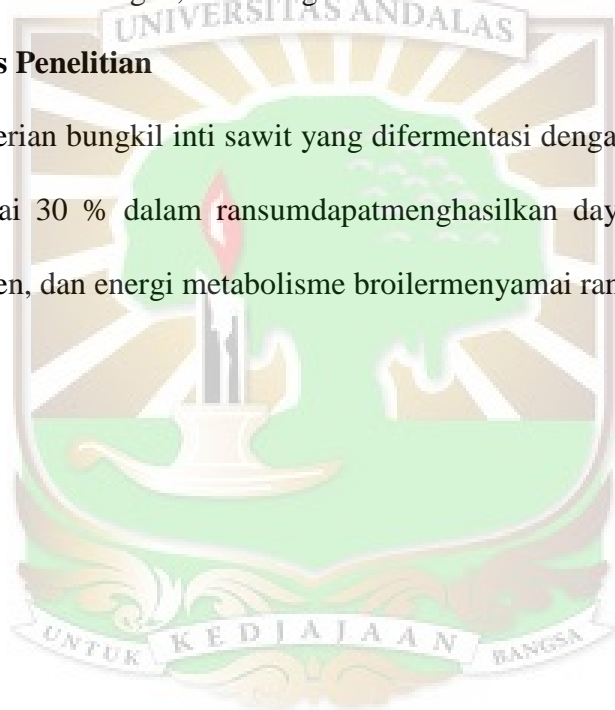 UNIVERSITAS ANDALAS
s Penelitian
erian bungkil inti sawit yang difermentasi denga
ai 30 % dalam ransumdapatmenghasilkan day
en, dan energi metabolisme broilermenyamai ran
UNTUK KEDJAJAAN BANGSA